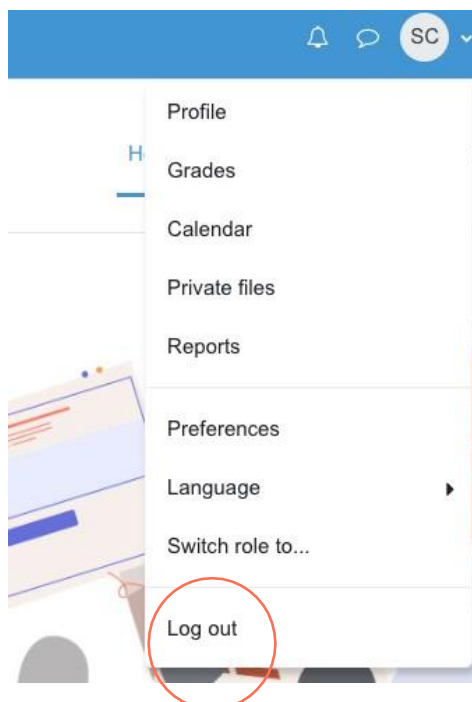 SC
Profile
H
Grades
Calendar
Private files
Reports
Preferences
Language
Switch role to...
Log out